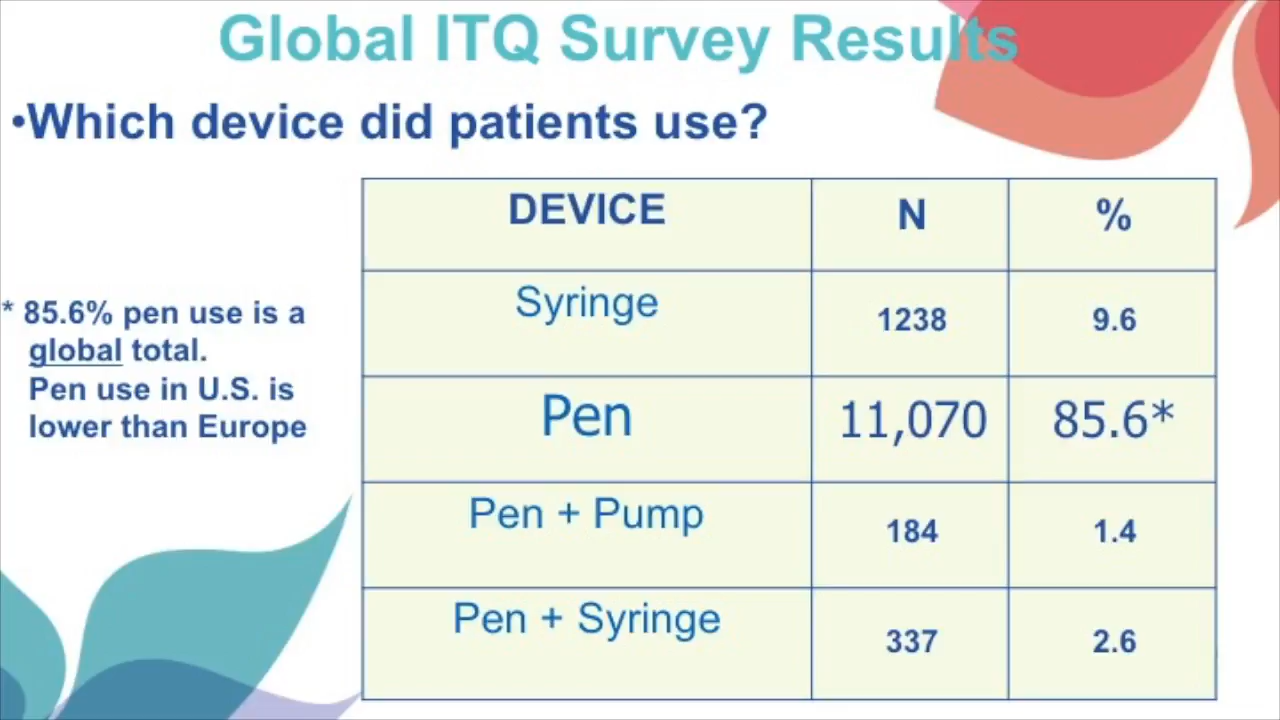 Global ITQ Survey Results
•Which device did patients use?
* 85.6% pen use is a
global total.
Pen use in U.S. is
lower than Europe
DEVICE N %
Syringe 1238 9.6
Pen 11,070 85.6*
Pen + Pump 184 1.4
Pen + Syringe 337 2.6